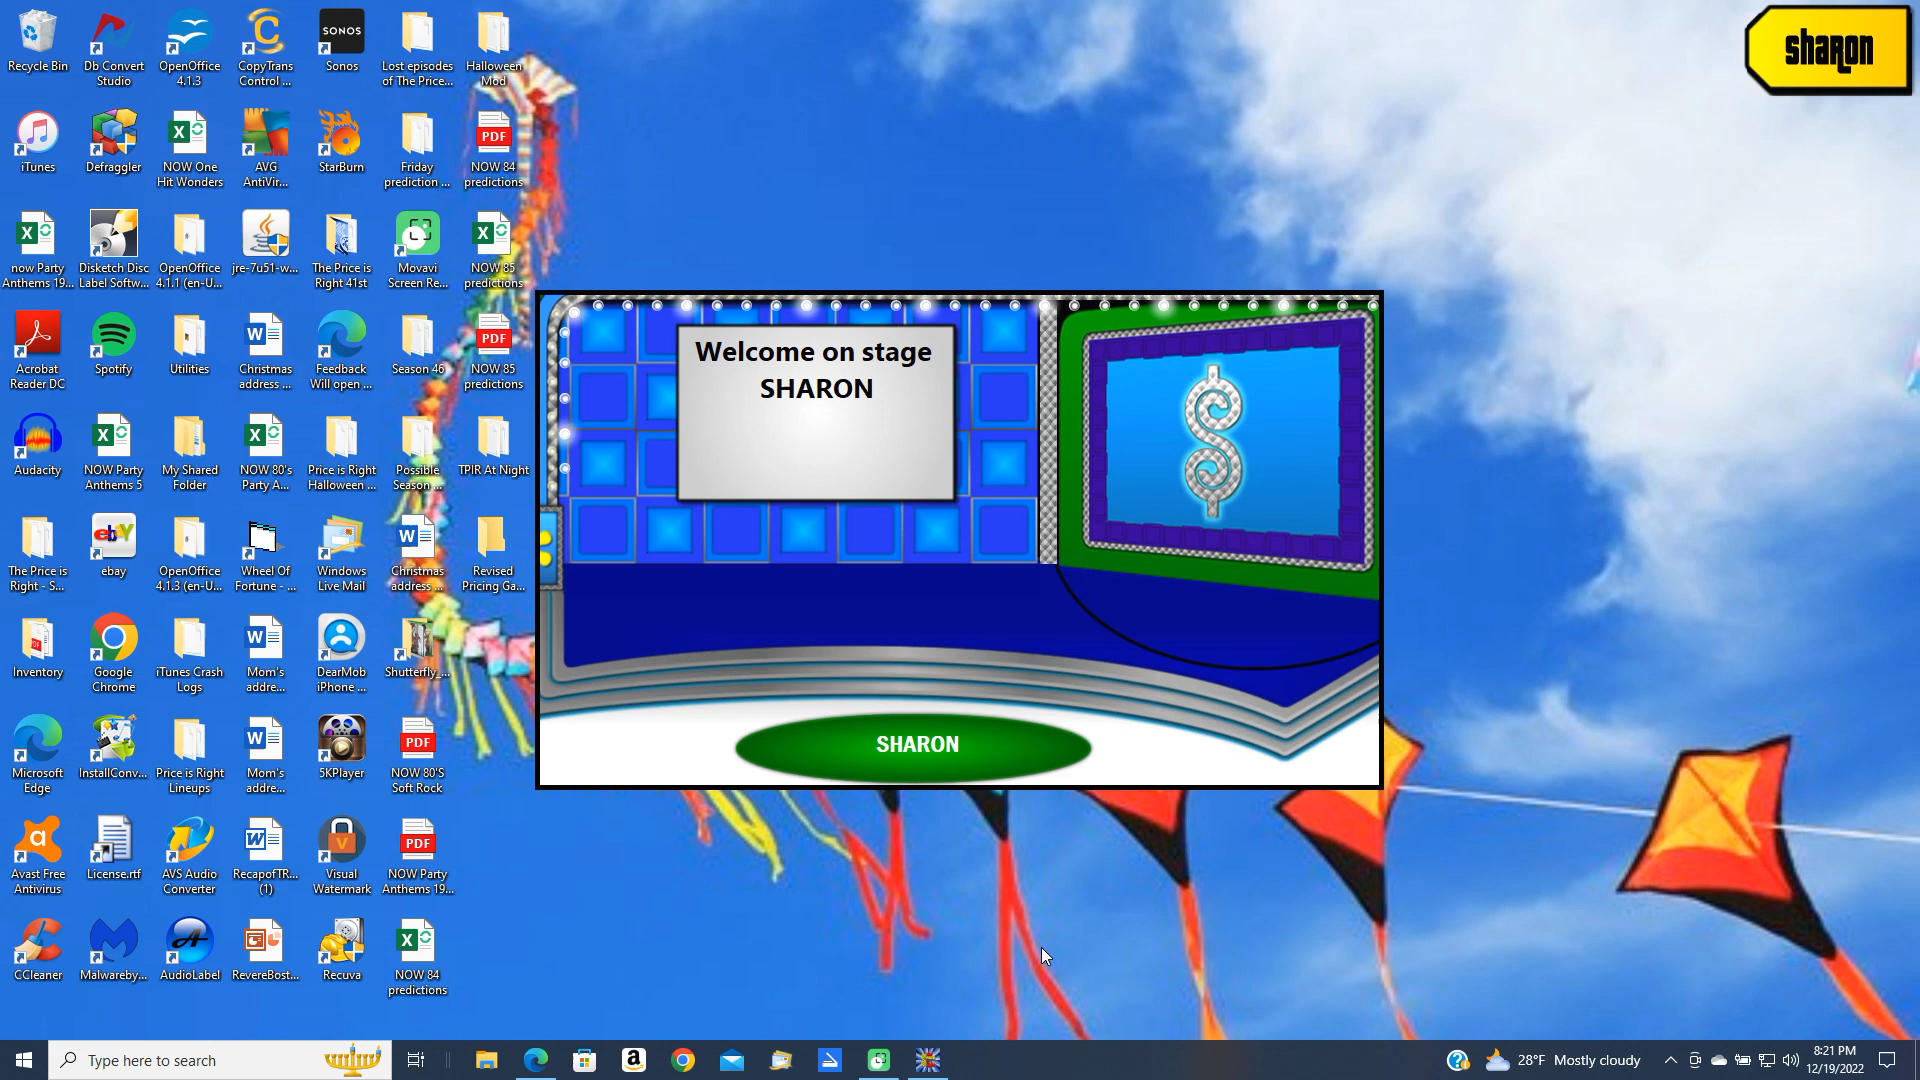 Recycle Bin
Db Convert
Studio
OpenOffice
4.1.3
CopyTrans
Control ...
SONOS
Sonos
Lost episodes
of The Price...
Halloween
Mod
sharon
iTunes
Defraggler
NOW One
Hit Wonders
AVG
AntiVir...
StarBurn
Friday
prediction ...
PDF
NOW 84
predictions
now Party
Anthems 19...
Disketch Disc
Label Softw...
OpenOffice
4.1.1 (en-U...
jre-7u51-w...
The Price is
Right 41st
Movavi
Screen Re...
NOW 85
predictions
Acrobat
Reader DC
Spotify
Utilities
Christmas
address ...
Feedback
Will open ...
Season 46
PDF
NOW 85
predictions
Audacity
NOW Party
Anthems 5
My Shared
Folder
NOW 80's
Party A...
Price is Right
Halloween ...
Possible
Season ...
TPIR At Night
The Price is
Right - S...
ebay
ebay
OpenOffice
4.1.3 (en-U...
Wheel Of
Fortune - ...
Windows
Live Mail
Christmas
address ...
Revised
Pricing Ga...
Inventory
Google
Chrome
iTunes Crash
Logs
Mom's
addre...
DearMob
iPhone ...
Shutterfly_...
Microsoft
Edge
InstallConv...
Price is Right
Lineups
Mom's
addre...
5KPlayer
PDF
NOW 80'S
Soft Rock
Avast Free
Antivirus
License.rtf
AVS Audio
Converter
RecapofTR...
(1)
Visual
Watermark
PDF
NOW Party
Anthems 19...
CCleaner
Malwareby...
AudioLabel
RevereBost...
Recuva
NOW 84
predictions
Welcome on stage
SHARON
$
SHARON
Type here to search
28°F Mostly cloudy
8:21 PM
12/19/2022